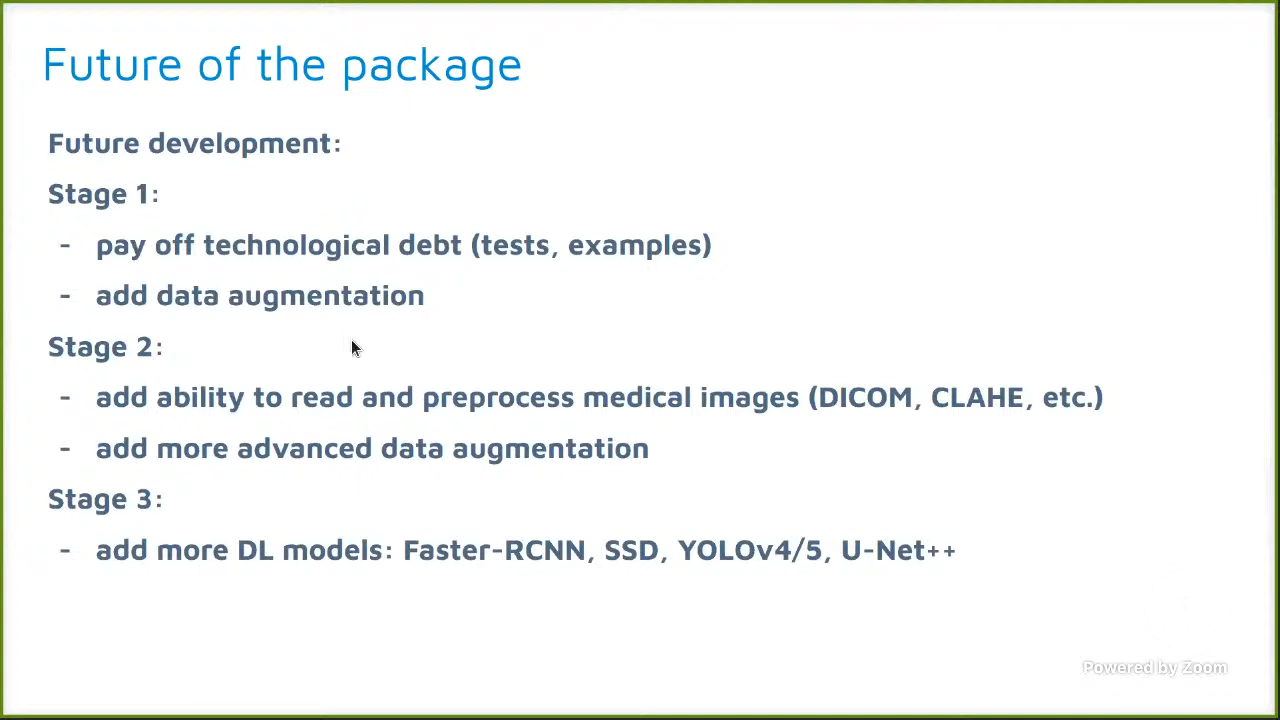 Future of the package
Future development:
Stage 1:
- pay off technological debt (tests, examples)
- add data augmentation
Stage 2:
- add ability to read and preprocess medical images (DICOM, CLAHE, etc.)
- add more advanced data augmentation
Stage 3:
- add more DL models: Faster-RCNN, SSD, YOLOv4/5, U-Net++
Powered by Zoom